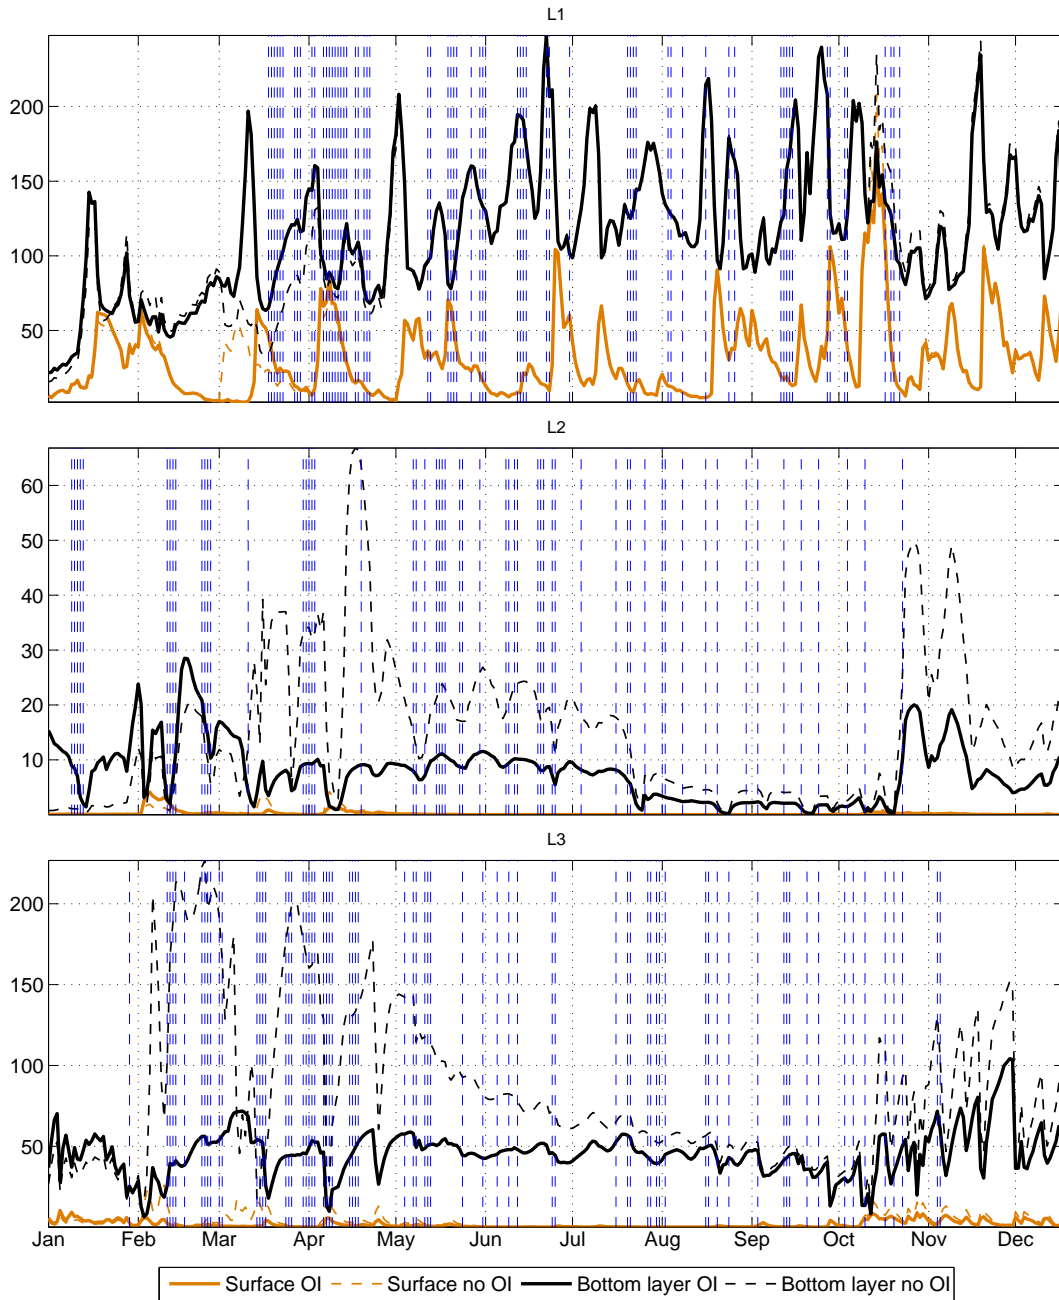 L1
200
150
100
50
L2
60
50
40
30
20
10
L3
200
150
100
50
Jan Feb Mar Apr May Jun Jul Aug Sep Oct Nov Dec
Surface OI Surface no OI Bottom layer OI Bottom layer no OI